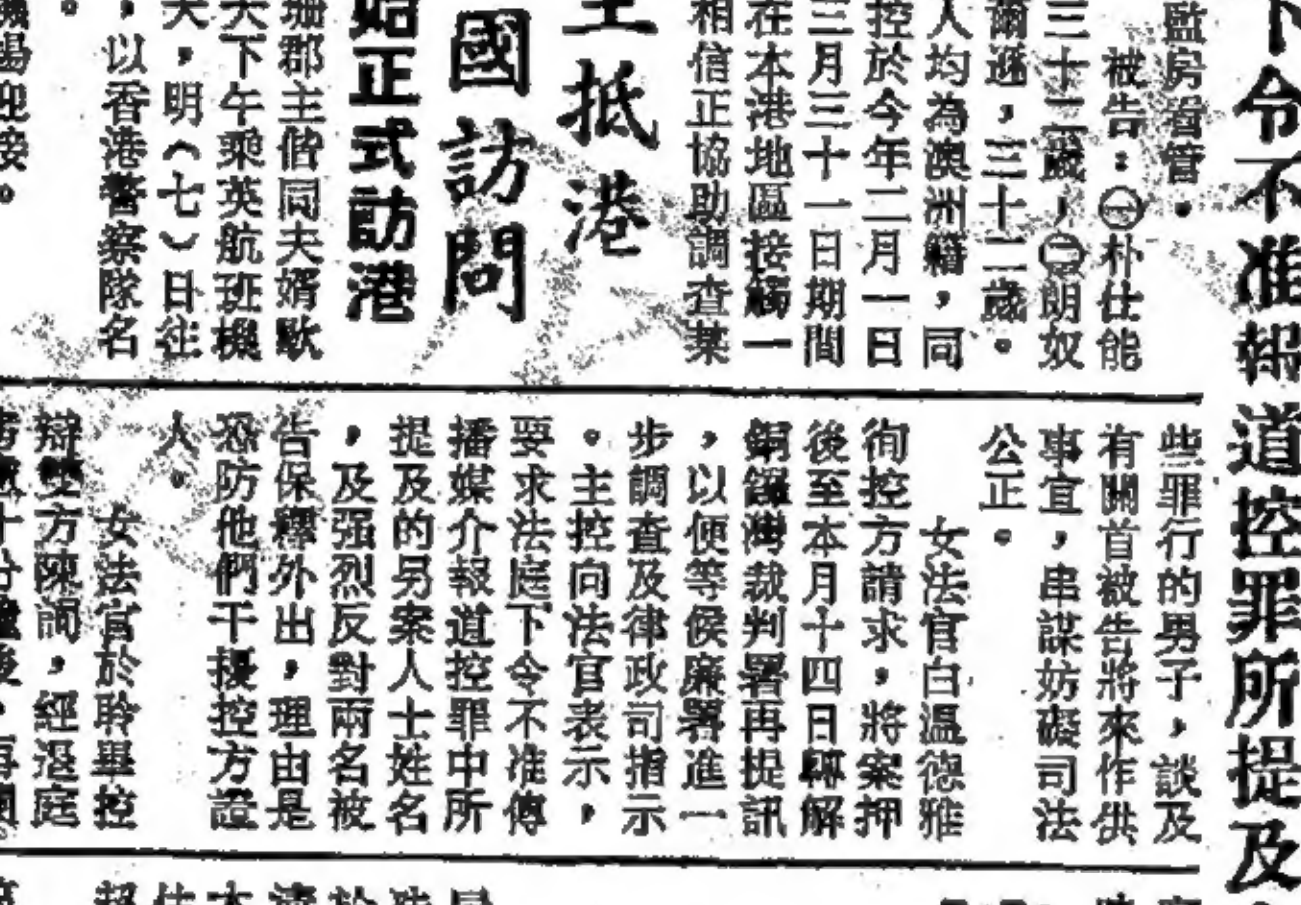 下令不准報道控罪所提及
監房看管。
被告：㊀朴仕能
三十二歲，㊁屈朗奴
爾遜，三十二歲。
人均為澳洲籍，同
控於今年二月一日
三月三十一日期間
在本港地區接觸一
相信正協助調查某
些罪行的男子，談及
有關首被告將來作供
事宜，串謀妨礙司法
公正。
女法官白溫德雅
徇控方請求，將案押
後至本月十四日轉解
銅鑼灣裁判署再提訊
，以便等候廉署進一
步調查及律政司指示
。主控向法官表示，
要求法庭下令不准傳
播媒介報道控罪中所
提及的另案人士姓名
，及强烈反對兩名被
告保釋外出，理由是
恐防他們干擾控方證
人。
女法官於聆畢控
辯雙方陳詞，經退庭
主抵港
國訪問
始正式訪港
珊郡主偕同夫婿歐
天下午乘英航班機
天，明（七）日往
，以香港警察隊名
機場迎接。